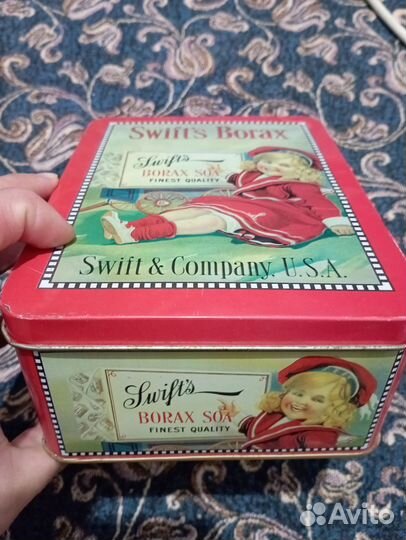 Swift's Borax
Swift's
BORAX SOA
FINEST QUALITY
Swift & Company, U.S.A.
Swift's
BORAX SOA
FINEST QUALITY
Avito